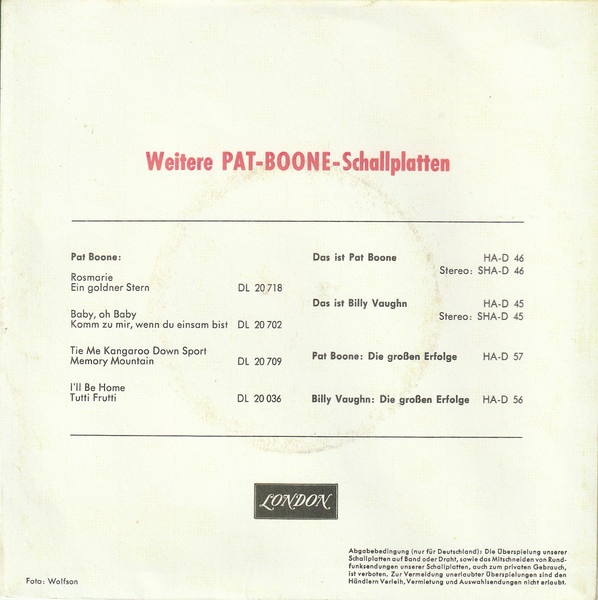 Weitere PAT-BOONE-Schallplatten
Pat Boone:
Rosmarie
Ein goldner Stern DL 20 718
Baby, oh Baby
Komm zu mir, wenn du einsam bist DL 20 702
Tie Me Kangaroo Down Sport
Memory Mountain DL 20 709
I'll Be Home
Tutti Frutti DL 20 036
Das ist Pat Boone HA-D 46
Stereo: SHA-D 46
Das ist Billy Vaughn HA-D 45
Stereo: SHA-D 45
Pat Boone: Die großen Erfolge HA-D 57
Billy Vaughn: Die großen Erfolge HA-D 56
LONDON
Foto: Wolfson
Abgabebedingung (nur für Deutschland): Die Überspielung unserer
Schallplatten auf Band oder Draht, sowie das Mitschneiden von Rund-
funksendungen unserer Schallplatten, auch zum privaten Gebrauch,
ist verboten. Zur Vermeidung unerlaubter Überspielungen sind den
Händlern Verleih, Vermietung und Auswahlsendungen nicht erlaubt.